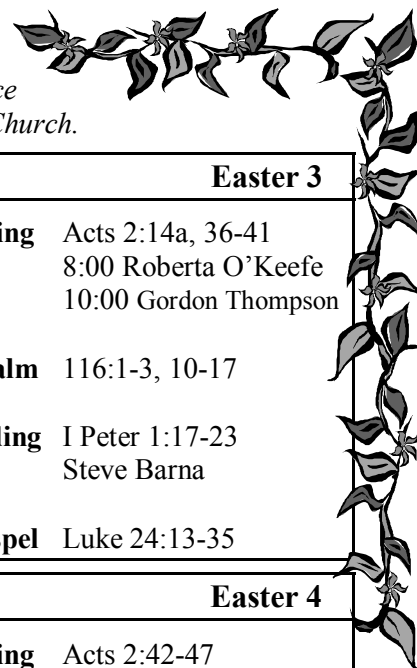 ce
Church.
Easter 3
ing Acts 2:14a, 36-41
8:00 Roberta O’Keefe
10:00 Gordon Thompson
alm 116:1-3, 10-17
ing I Peter 1:17-23
Steve Barna
pel Luke 24:13-35
Easter 4
ing Acts 2:42-47